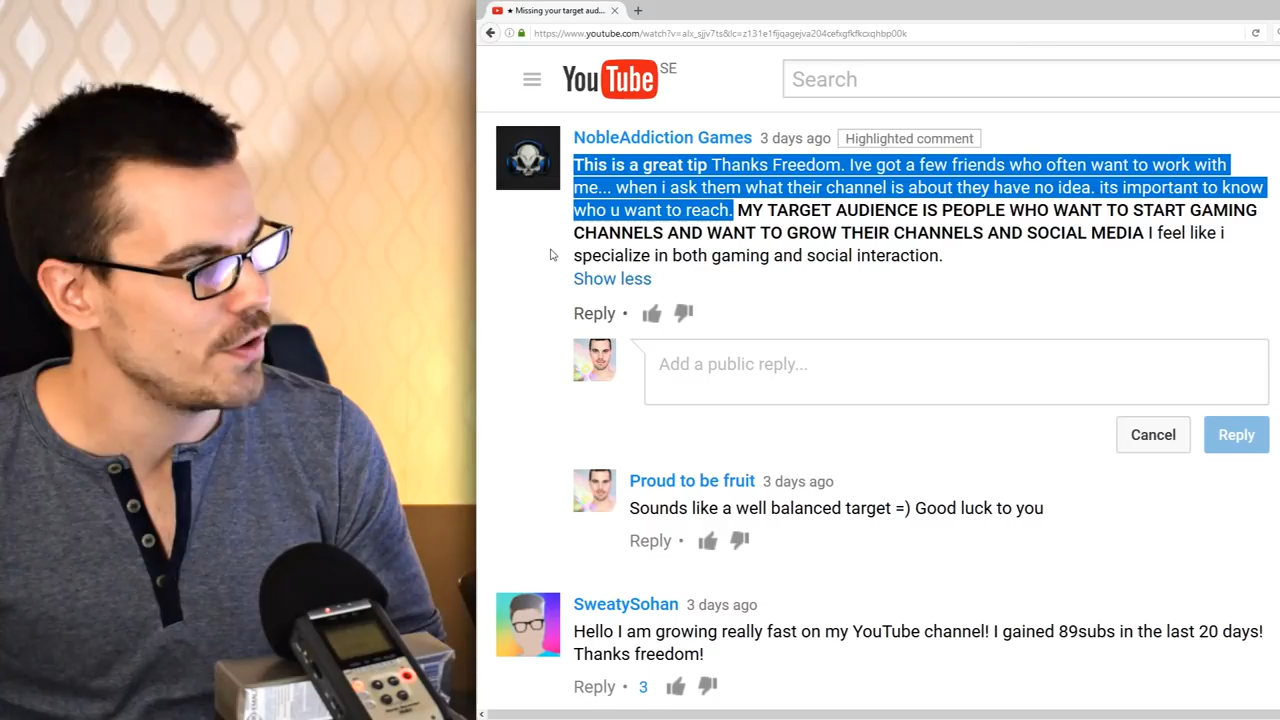 ★ Missing your target aud...
https://www.youtube.com/watch?v=alx_sjjv7ts&lc=z131e1fijqagejva204cefxgfkfkcxqhbp00k
YouTube SE
Search
NobleAddiction Games 3 days ago Highlighted comment
This is a great tip Thanks Freedom. Ive got a few friends who often want to work with
me... when i ask them what their channel is about they have no idea. its important to know
who u want to reach. MY TARGET AUDIENCE IS PEOPLE WHO WANT TO START GAMING
CHANNELS AND WANT TO GROW THEIR CHANNELS AND SOCIAL MEDIA I feel like i
specialize in both gaming and social interaction.
Show less
Reply •
Add a public reply...
Cancel Reply
Proud to be fruit 3 days ago
Sounds like a well balanced target =) Good luck to you
Reply •
SweatySohan 3 days ago
Hello I am growing really fast on my YouTube channel! I gained 89subs in the last 20 days!
Thanks freedom!
Reply • 3